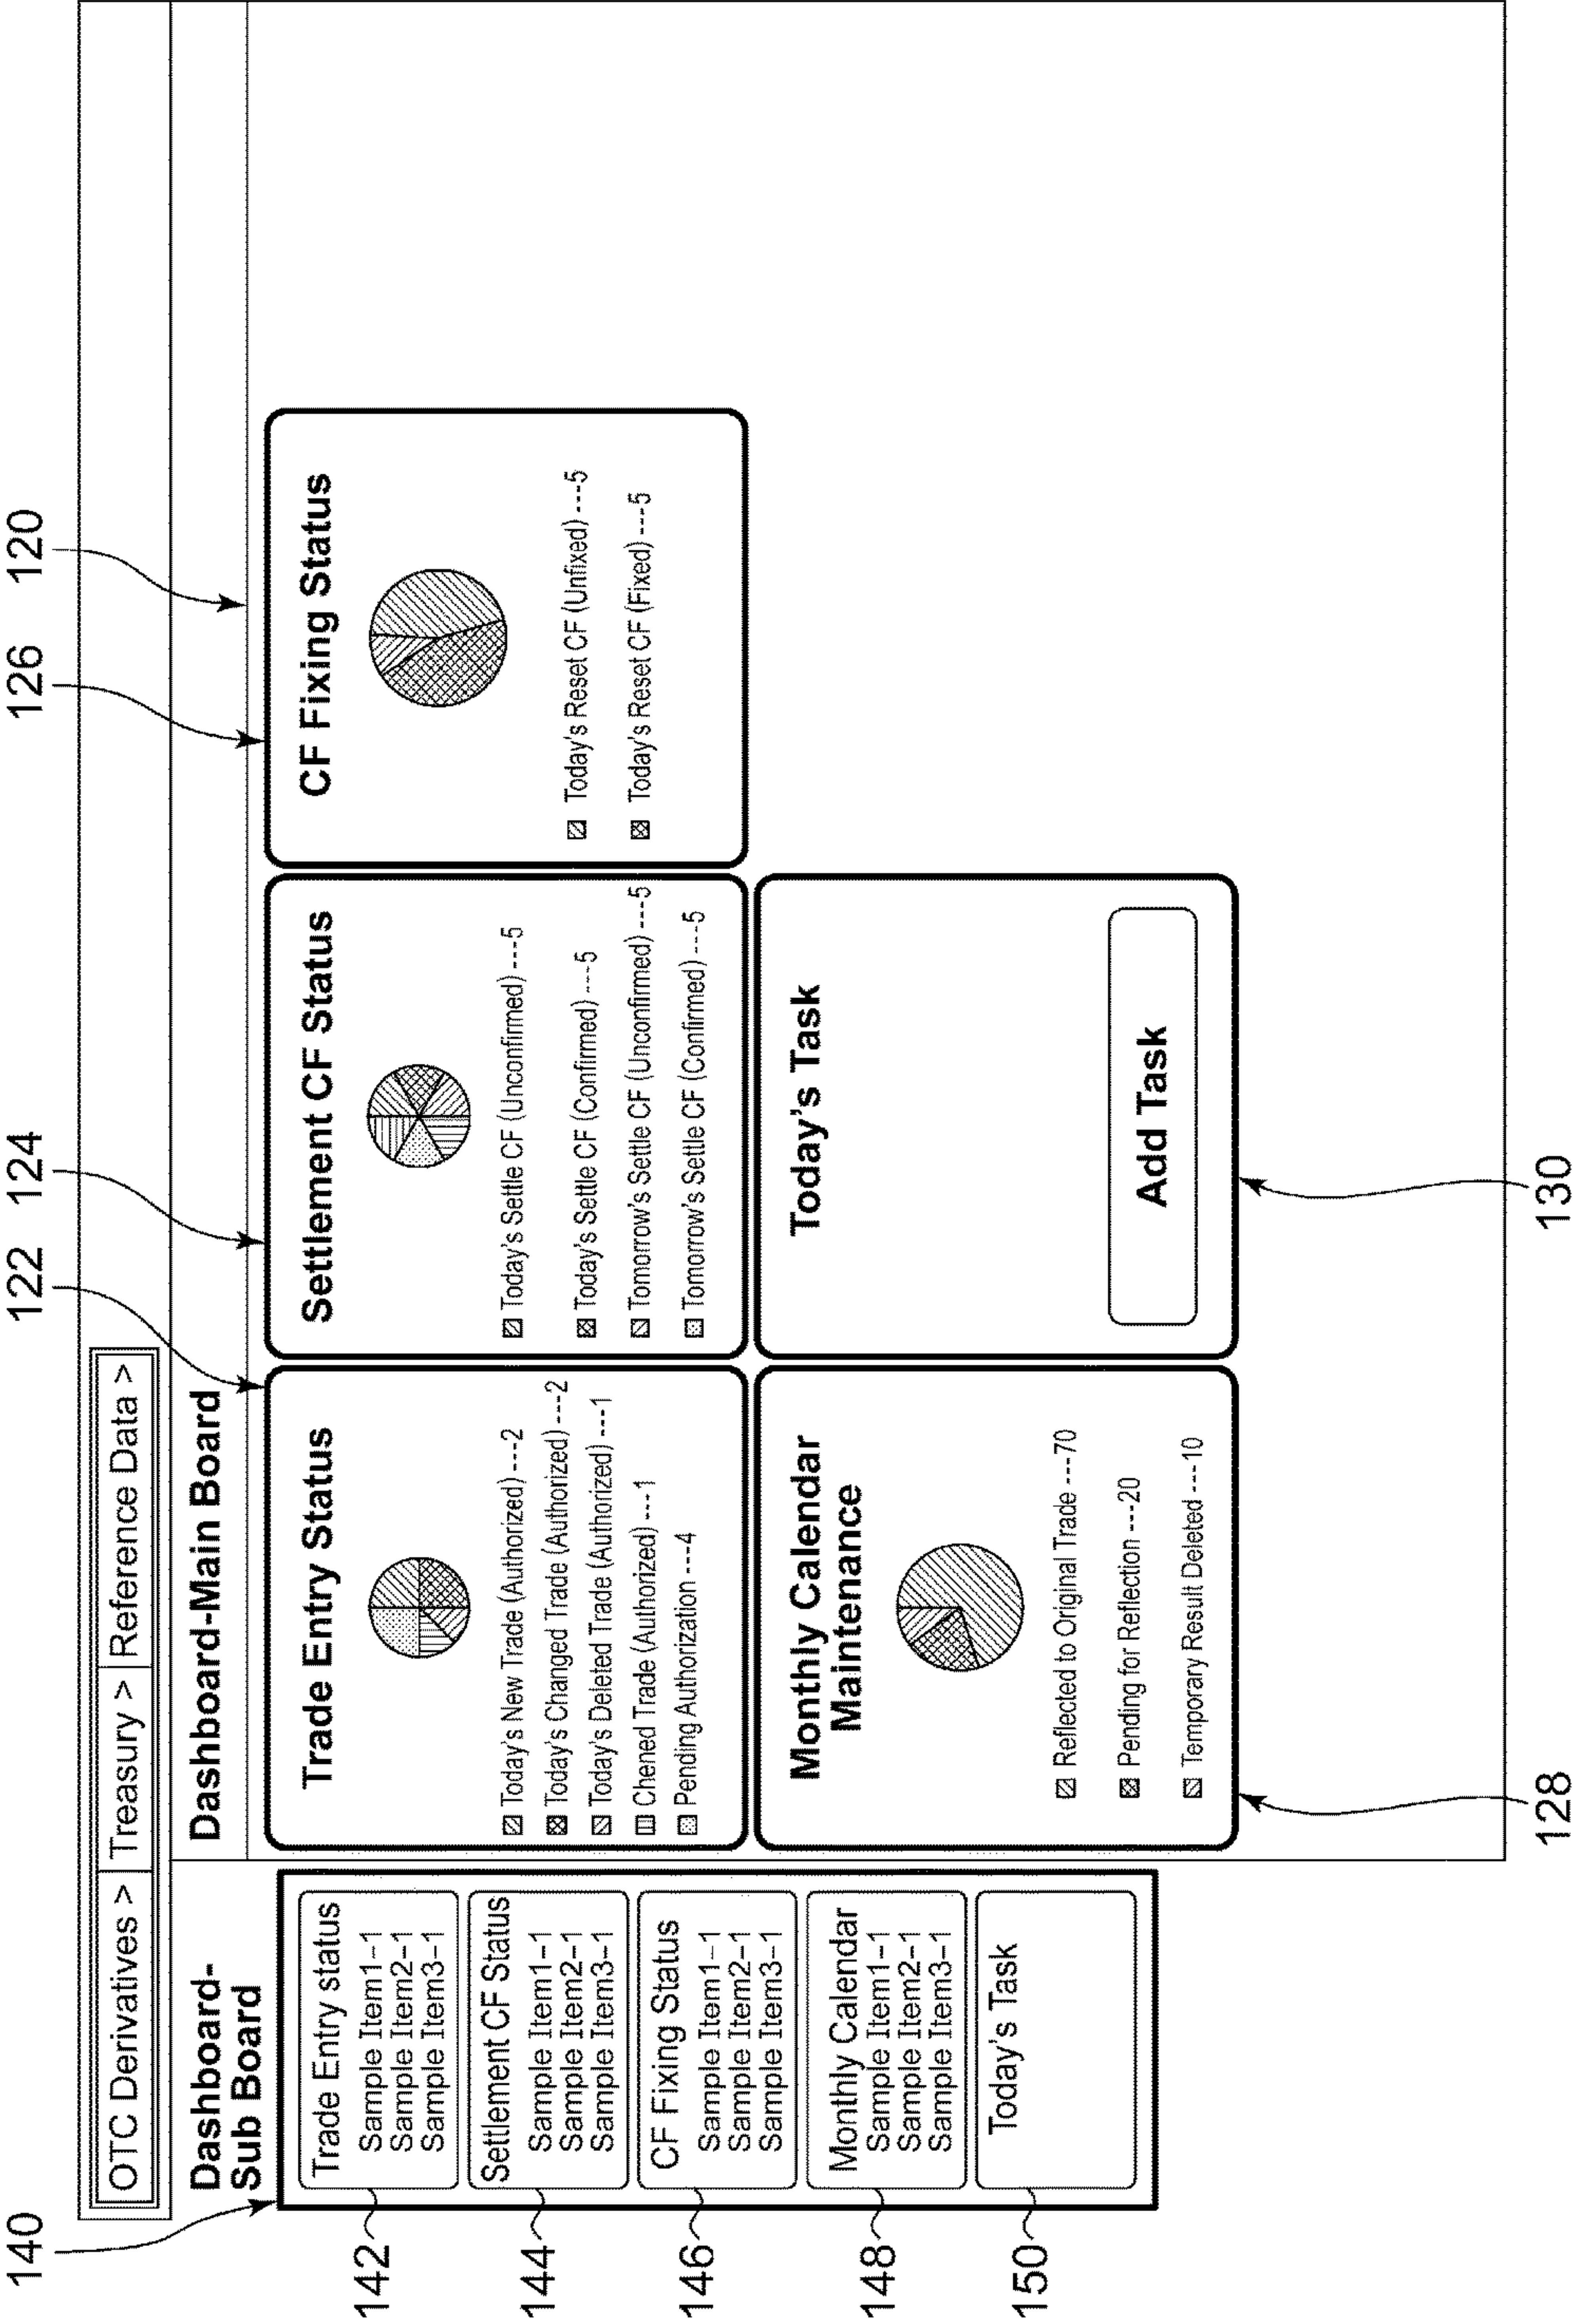 140
122
124
126
120
OTC Derivatives > Treasury > Reference Data >
Dashboard-
Sub Board
Trade Entry status
Sample Item1-1
Sample Item2-1
Sample Item3-1
Settlement CF Status
Sample Item1-1
Sample Item2-1
Sample Item3-1
CF Fixing Status
Sample Item1-1
Sample Item2-1
Sample Item3-1
Monthly Calendar
Sample Item1-1
Sample Item2-1
Sample Item3-1
Today's Task
142
144
146
148
150
Dashboard-Main Board
Trade Entry Status
Today's New Trade (Authorized) ---2
Today's Changed Trade (Authorized) ---2
Today's Deleted Trade (Authorized) ---1
Chened Trade (Authorized) ---1
Pending Authorization ---4
Settlement CF Status
Today's Settle CF (Unconfirmed) ---5
Today's Settle CF (Confirmed) ---5
Tomorrow's Settle CF (Unconfirmed) ---5
Tomorrow's Settle CF (Confirmed) ---5
CF Fixing Status
Today's Reset CF (Unfixed) ---5
Today's Reset CF (Fixed) ---5
Monthly Calendar
Maintenance
Reflected to Original Trade ---70
Pending for Reflection ---20
Temporary Result Deleted ---10
Today's Task
Add Task
128
130